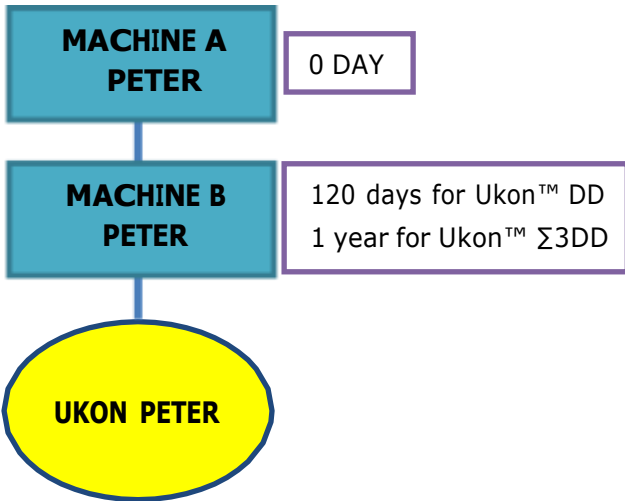 MACHINE A
PETER
0 DAY
MACHINE B
PETER
120 days for Ukon™ DD
1 year for Ukon™ ∑3DD
UKON PETER